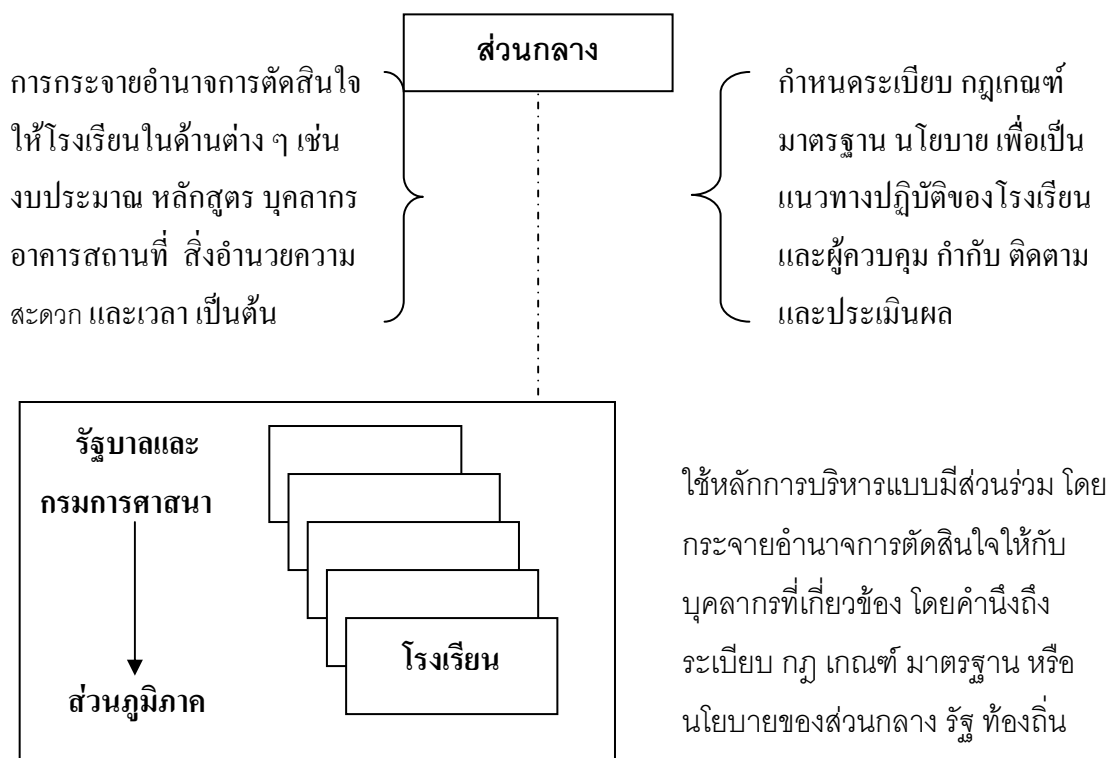 ส่วนกลาง
การกระจายอำนาจการตัดสินใจ
ให้โรงเรียนในด้านต่าง ๆ เช่น
งบประมาณ หลักสูตร บุคลากร
อาคารสถานที่ สิ่งอำนวยความ
สะดวก และเวลา เป็นต้น
กำหนดระเบียบ กฎเกณฑ์
มาตรฐาน นโยบาย เพื่อเป็น
แนวทางปฏิบัติของโรงเรียน
และผู้ควบคุม กำกับ ติดตาม
และประเมินผล
รัฐบาลและ
กรมการศาสนา
ส่วนภูมิภาค
โรงเรียน
ใช้หลักการบริหารแบบมีส่วนร่วม โดย
กระจายอำนาจการตัดสินใจให้กับ
บุคลากรที่เกี่ยวข้อง โดยคำนึงถึง
ระเบียบ กฎ เกณฑ์ มาตรฐาน หรือ
นโยบายของส่วนกลาง รัฐ ท้องถิ่น